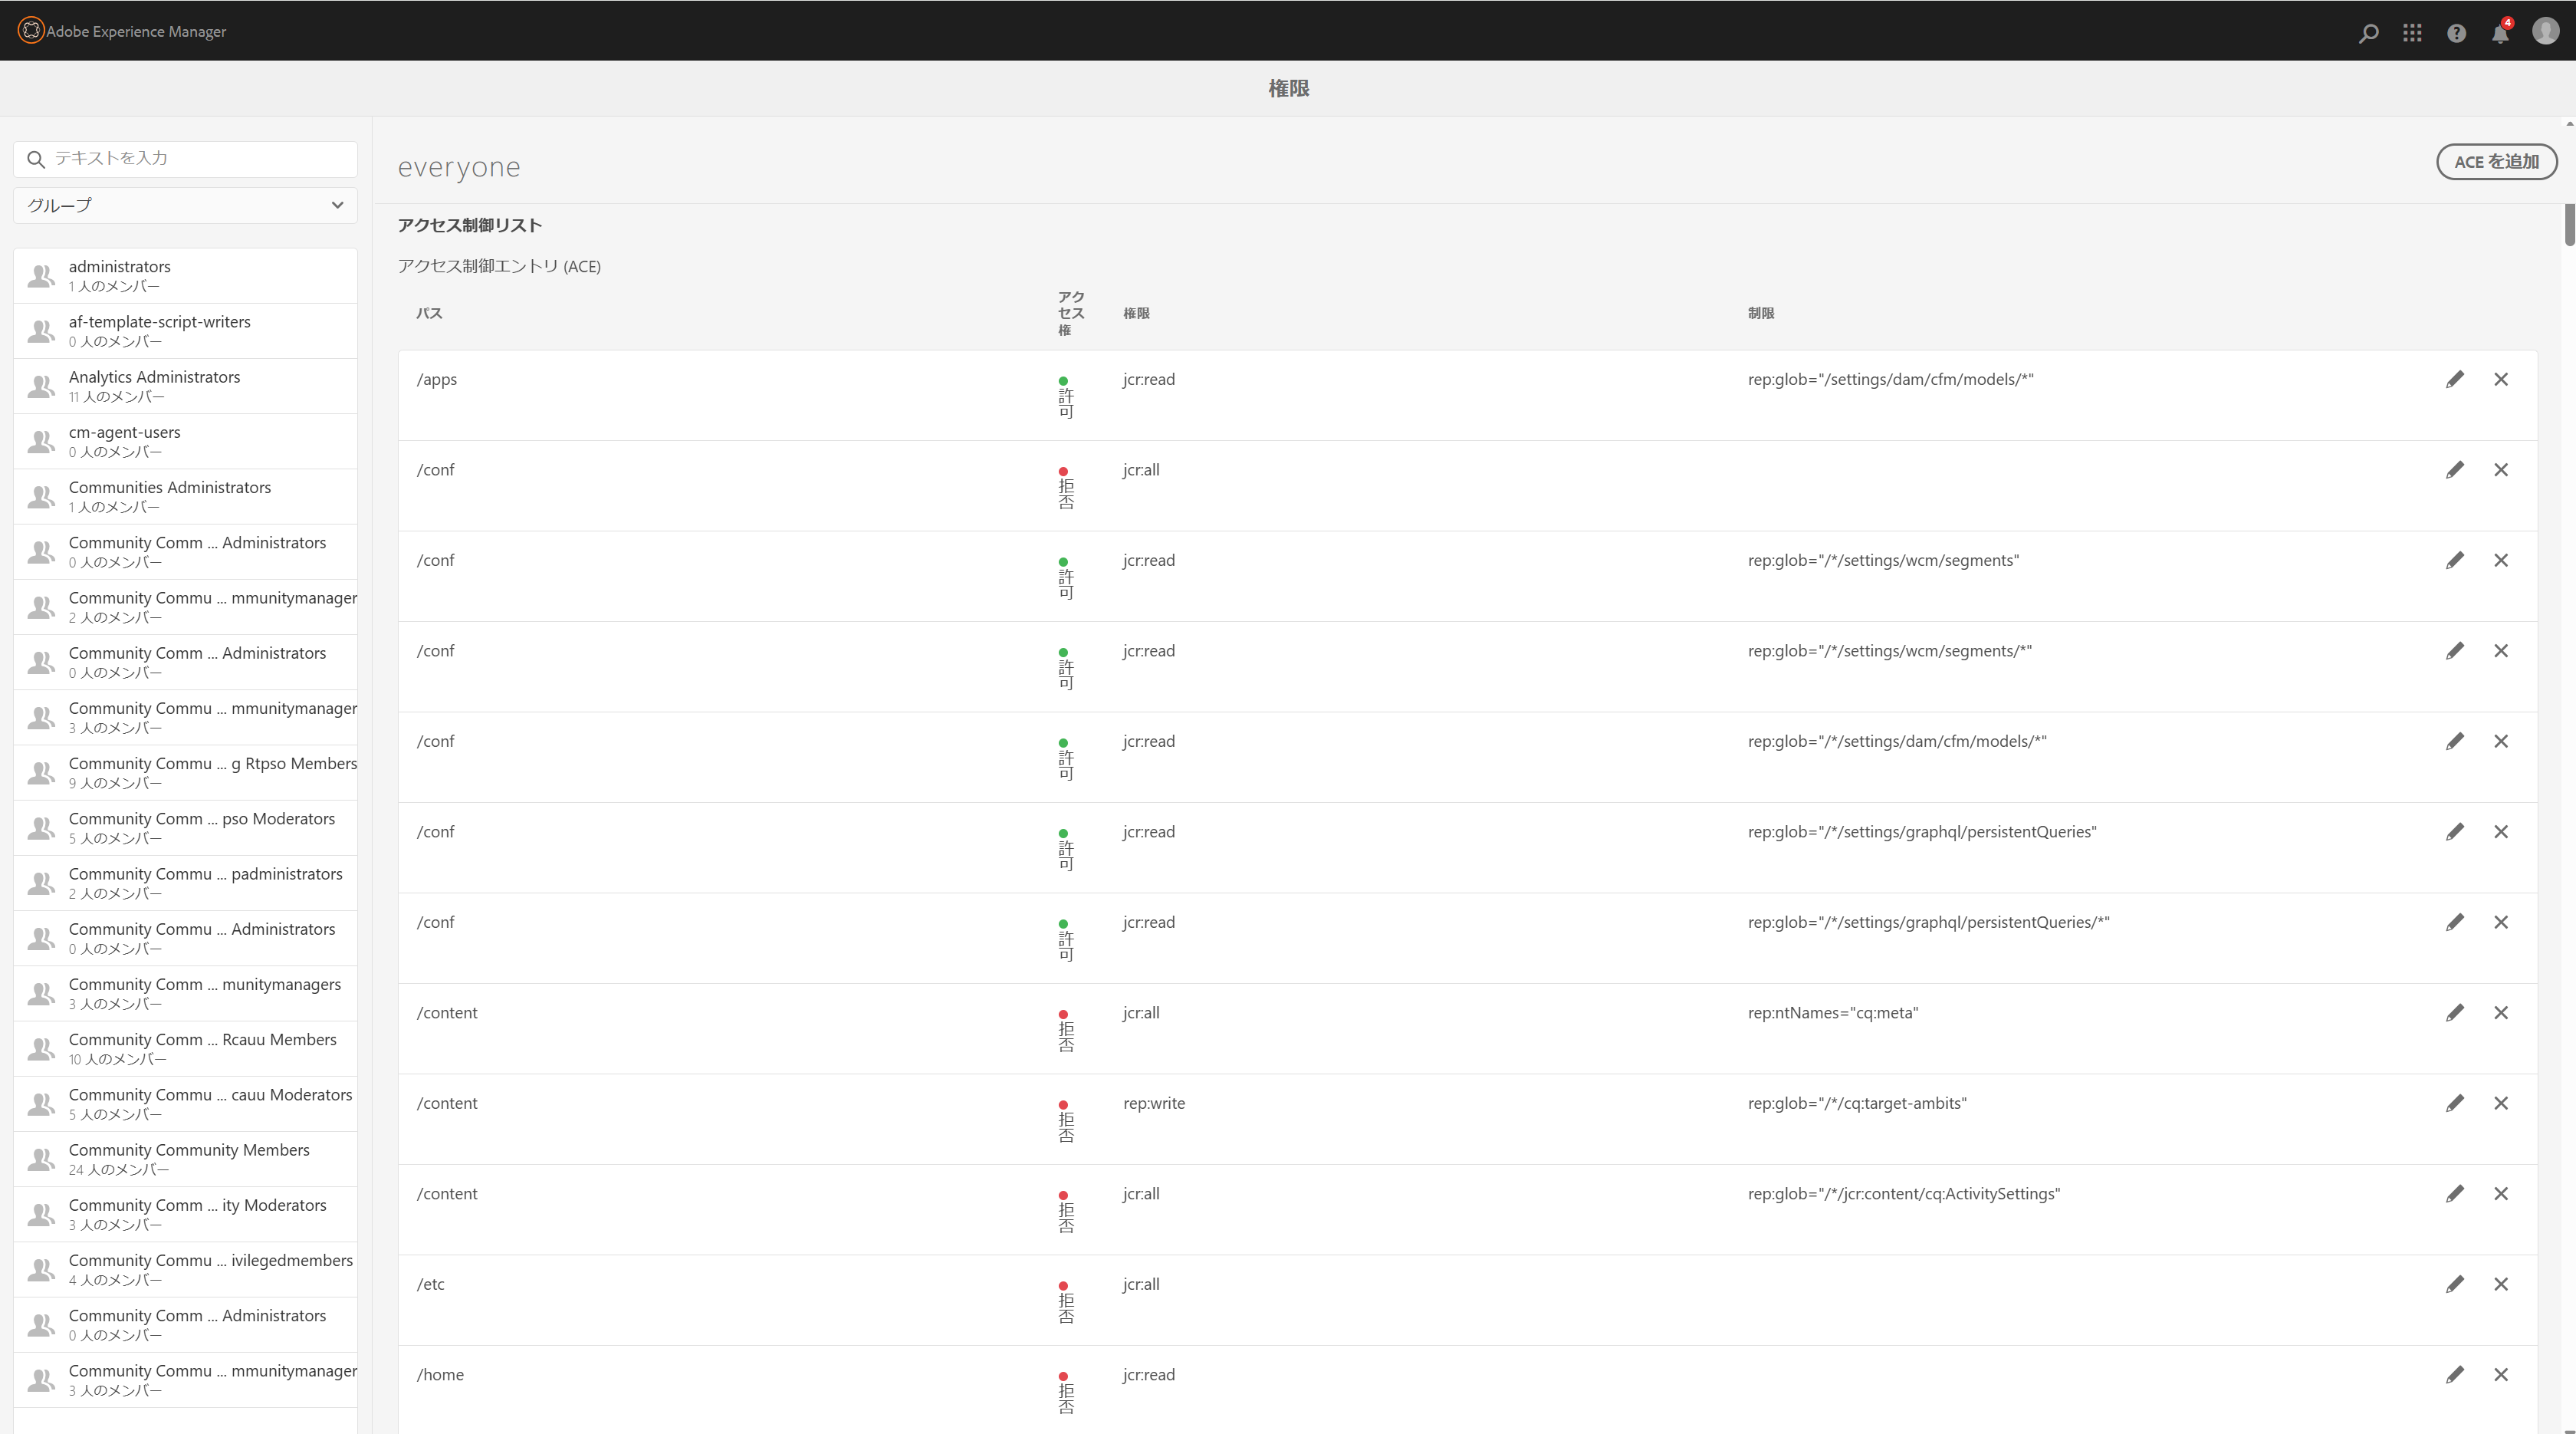 Adobe Experience Manager
4
権限
テキストを入力
グループ
administrators
1 人のメンバー
af-template-script-writers
0 人のメンバー
Analytics Administrators
11 人のメンバー
cm-agent-users
0 人のメンバー
Communities Administrators
1 人のメンバー
Community Comm ... Administrators
0 人のメンバー
Community Commu ... mmunitymanager
2 人のメンバー
Community Comm ... Administrators
0 人のメンバー
Community Commu ... mmunitymanager
3 人のメンバー
Community Commu ... g Rtpso Members
9 人のメンバー
Community Comm ... pso Moderators
5 人のメンバー
Community Commu ... padministrators
2 人のメンバー
Community Commu ... Administrators
0 人のメンバー
Community Comm ... munitymanagers
3 人のメンバー
Community Comm ... Rcauu Members
10 人のメンバー
Community Commu ... cauu Moderators
5 人のメンバー
Community Community Members
24 人のメンバー
Community Comm ... ity Moderators
3 人のメンバー
Community Commu ... ivilegedmembers
4 人のメンバー
Community Comm ... Administrators
0 人のメンバー
Community Commu ... mmunitymanager
3 人のメンバー
everyone
ACE を追加
アクセス制御リスト
アクセス制御エントリ (ACE)
パス アクセス権 権限 制限
/apps 許可 jcr:read rep:glob="/settings/dam/cfm/models/*"
/conf 拒否 jcr:all
/conf 許可 jcr:read rep:glob="/*/settings/wcm/segments"
/conf 許可 jcr:read rep:glob="/*/settings/wcm/segments/*"
/conf 許可 jcr:read rep:glob="/*/settings/dam/cfm/models/*"
/conf 許可 jcr:read rep:glob="/*/settings/graphql/persistentQueries"
/conf 許可 jcr:read rep:glob="/*/settings/graphql/persistentQueries/*"
/content 拒否 jcr:all rep:ntNames="cq:meta"
/content 拒否 rep:write rep:glob="/*/cq:target-ambits"
/content 拒否 jcr:all rep:glob="/*/jcr:content/cq:ActivitySettings"
/etc 拒否 jcr:all
/home 拒否 jcr:read